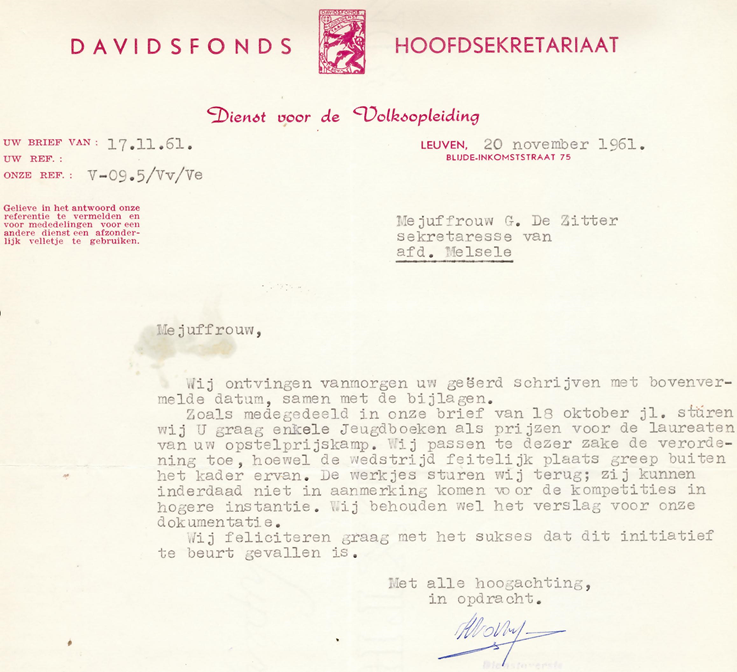 DAVIDSFONDS HOOFDSEKRETARIAAT
Dienst voor de Volksopleiding
UW BRIEF VAN : 17.11.61.
UW REF. :
ONZE REF. : V-09.5/Vv/Ve
LEUVEN, 20 november 1961.
BLIJDE-INKOMSTSTRAAT 75
Gelieve in het antwoord onze
referentie te vermelden en
voor mededelingen voor een
andere dienst een afzonder-
lijk velletje te gebruiken.
Mejuffrouw G. De Zitter
sekretaresse van
afd. Melsele
Mejuffrouw,
Wij ontvingen vanmorgen uw geëerd schrijven met bovenver-
melde datum, samen met de bijlagen.
Zoals medegedeeld in onze brief van 18 oktober jl. sturen
wij U graag enkele Jeugdboeken als prijzen voor de laureaten
van uw opstelprijskamp. Wij passen te dezer zake de verorde-
ning toe, hoewel de wedstrijd feitelijk plaats greep buiten
het kader ervan. De werkjes sturen wij terug; zij kunnen
inderdaad niet in aanmerking komen voor de kompetities in
hogere instantie. Wij behouden wel het verslag voor onze
dokumentatie.
Wij feliciteren graag met het sukses dat dit initiatief
te beurt gevallen is.
Met alle hoogachting,
in opdracht.